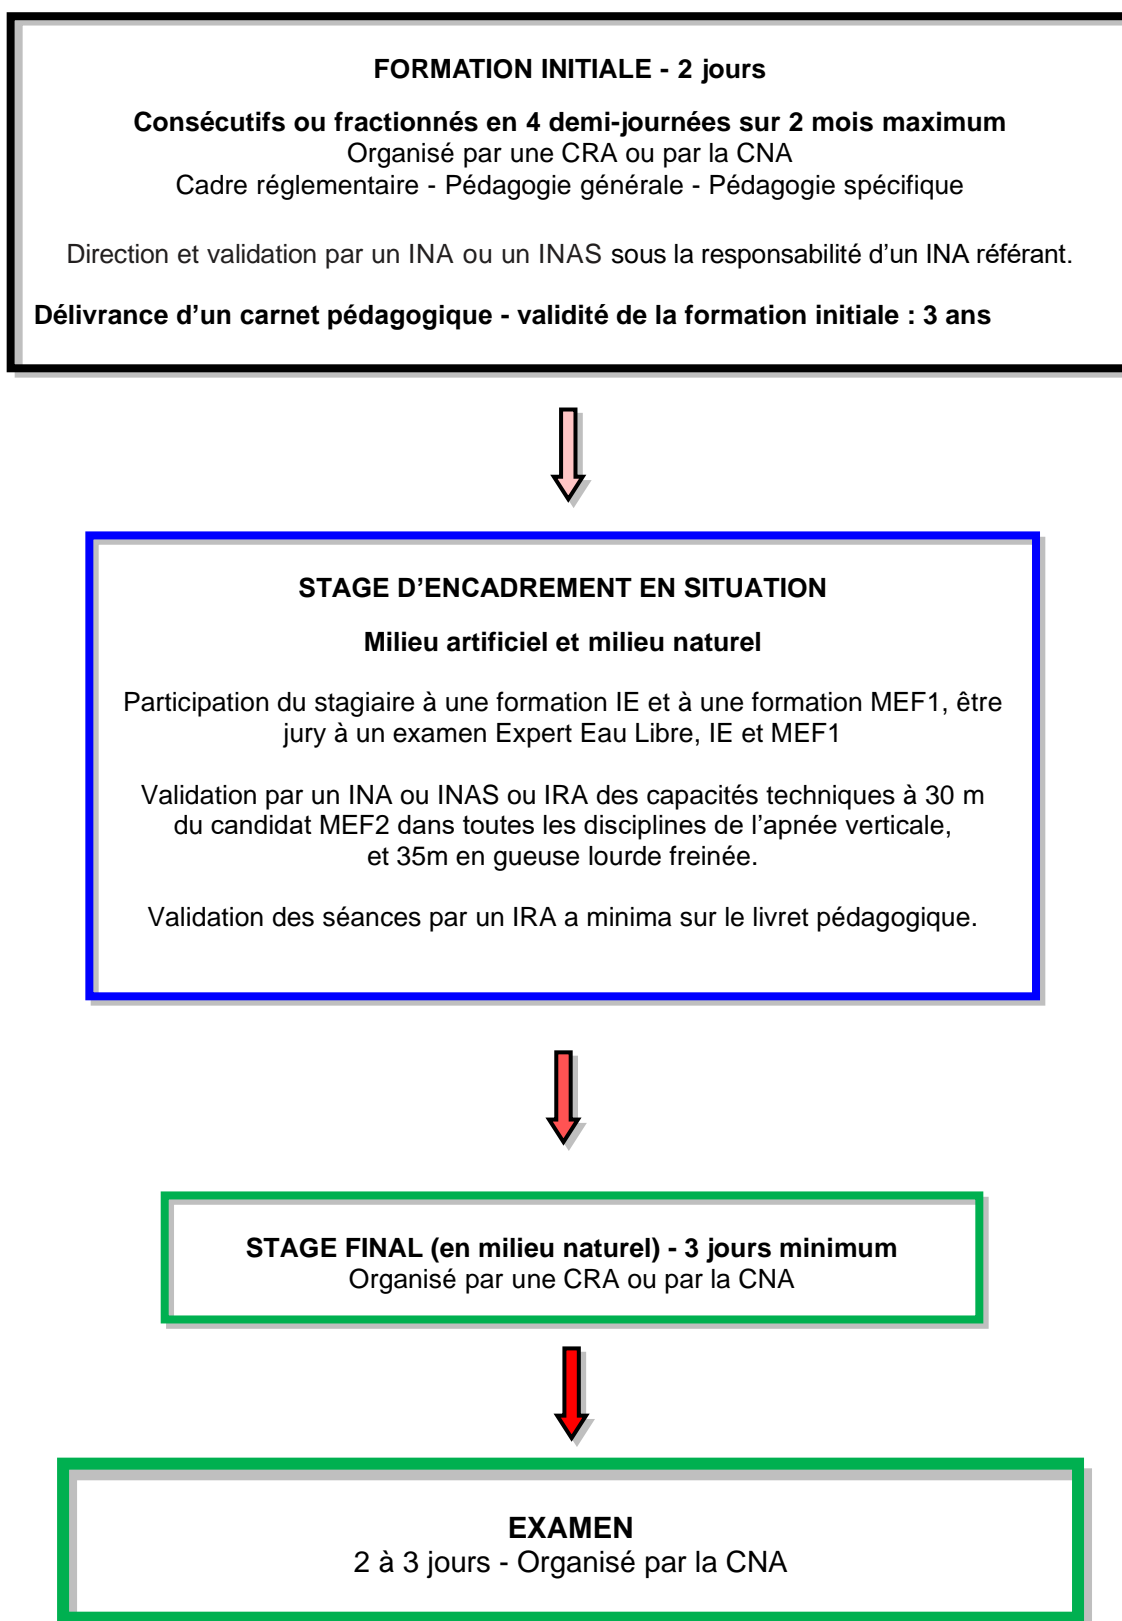 FORMATION INITIALE - 2 jours
Consécutifs ou fractionnés en 4 demi-journées sur 2 mois maximum
Organisé par une CRA ou par la CNA
Cadre réglementaire - Pédagogie générale - Pédagogie spécifique
Direction et validation par un INA ou un INAS sous la responsabilité d’un INA référant.
Délivrance d’un carnet pédagogique - validité de la formation initiale : 3 ans
STAGE D’ENCADREMENT EN SITUATION
Milieu artificiel et milieu naturel
Participation du stagiaire à une formation IE et à une formation MEF1, être
jury à un examen Expert Eau Libre, IE et MEF1
Validation par un INA ou INAS ou IRA des capacités techniques à 30 m
du candidat MEF2 dans toutes les disciplines de l’apnée verticale,
et 35m en gueuse lourde freinée.
Validation des séances par un IRA a minima sur le livret pédagogique.
STAGE FINAL (en milieu naturel) - 3 jours minimum
Organisé par une CRA ou par la CNA
EXAMEN
2 à 3 jours - Organisé par la CNA